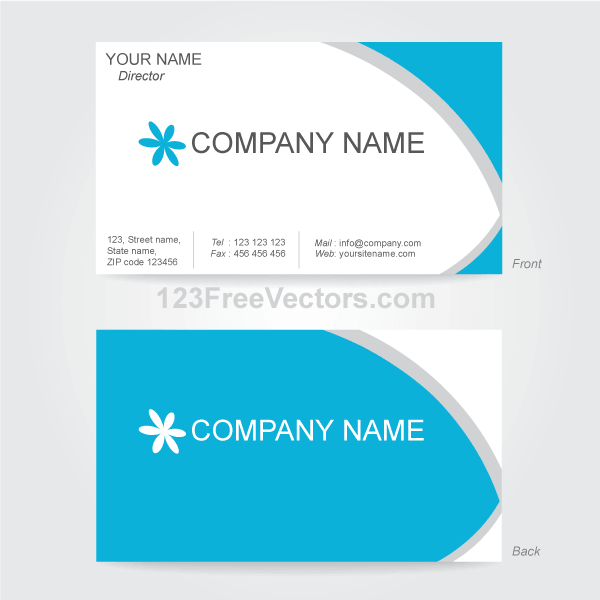 YOUR NAME
Director
COMPANY NAME
123, Street name,
State name,
ZIP code 123456
Tel : 123 123 123
Fax : 456 456 456
Mail : info@company.com
Web: yoursitename.com
Front
123FreeVectors.com
COMPANY NAME
Back